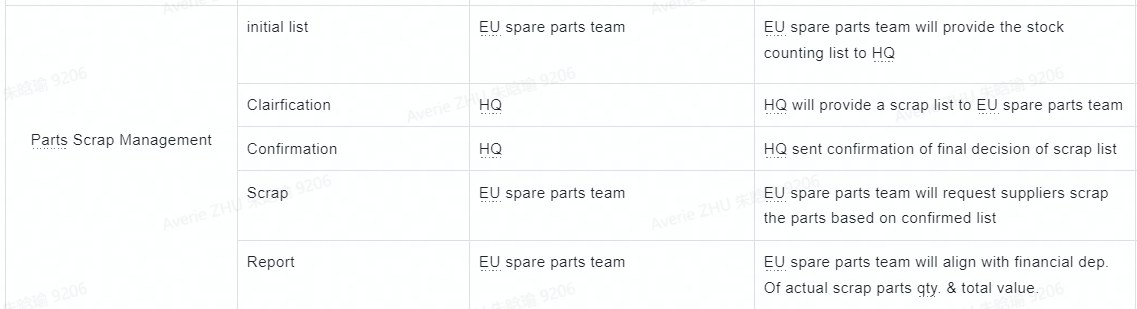 initial list
EU spare parts team
EU spare parts team will provide the stock
counting list to HQ
Clairfication
HQ
HQ will provide a scrap list to EU spare parts team
Parts Scrap Management
Confirmation
HQ
HQ sent confirmation of final decision of scrap list
Scrap
EU spare parts team
EU spare parts team will request suppliers scrap
the parts based on confirmed list
Report
EU spare parts team
EU spare parts team will align with financial dep.
Of actual scrap parts qty. & total value.
Averie ZHU 朱晗瑜 9206